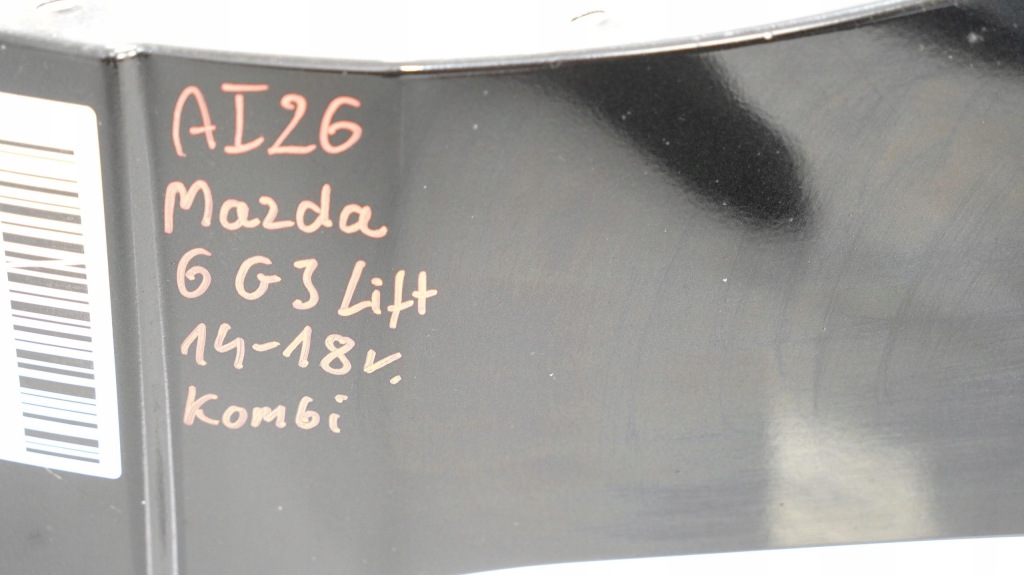 AI26
Mazda
6 G3 Lift
14-18r.
Kombi